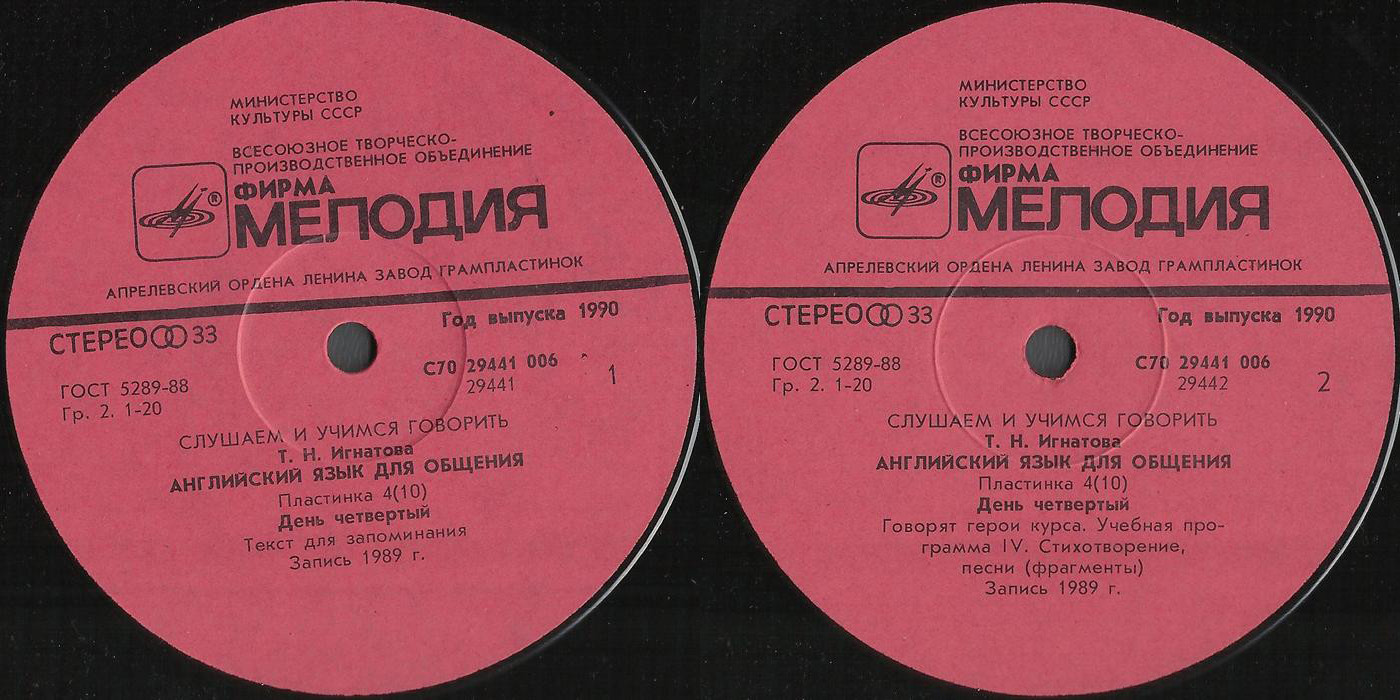 МИНИСТЕРСТВО
КУЛЬТУРЫ СССР
ВСЕСОЮЗНОЕ ТВОРЧЕСКО-
ПРОИЗВОДСТВЕННОЕ ОБЪЕДИНЕНИЕ
®
ФИРМА
МЕЛОДИЯ
АПРЕЛЕВСКИЙ ОРДЕНА ЛЕНИНА ЗАВОД ГРАМПЛАСТИНОК
СТЕРЕО 33
Год выпуска 1990
ГОСТ 5289-88
Гр. 2. 1-20
С70 29441 006
29441
1
СЛУШАЕМ И УЧИМСЯ ГОВОРИТЬ
Т. Н. Игнатова
АНГЛИЙСКИЙ ЯЗЫК ДЛЯ ОБЩЕНИЯ
Пластинка 4(10)
День четвертый
Текст для запоминания
Запись 1989 г.
МИНИСТЕРСТВО
КУЛЬТУРЫ СССР
ВСЕСОЮЗНОЕ ТВОРЧЕСКО-
ПРОИЗВОДСТВЕННОЕ ОБЪЕДИНЕНИЕ
®
ФИРМА
МЕЛОДИЯ
АПРЕЛЕВСКИЙ ОРДЕНА ЛЕНИНА ЗАВОД ГРАМПЛАСТИНОК
СТЕРЕО 33
Год выпуска 1990
ГОСТ 5289-88
Гр. 2. 1-20
С70 29441 006
29442
2
СЛУШАЕМ И УЧИМСЯ ГОВОРИТЬ
Т. Н. Игнатова
АНГЛИЙСКИЙ ЯЗЫК ДЛЯ ОБЩЕНИЯ
Пластинка 4(10)
День четвертый
Говорят герои курса. Учебная про-
грамма IV. Стихотворение,
песни (фрагменты)
Запись 1989 г.